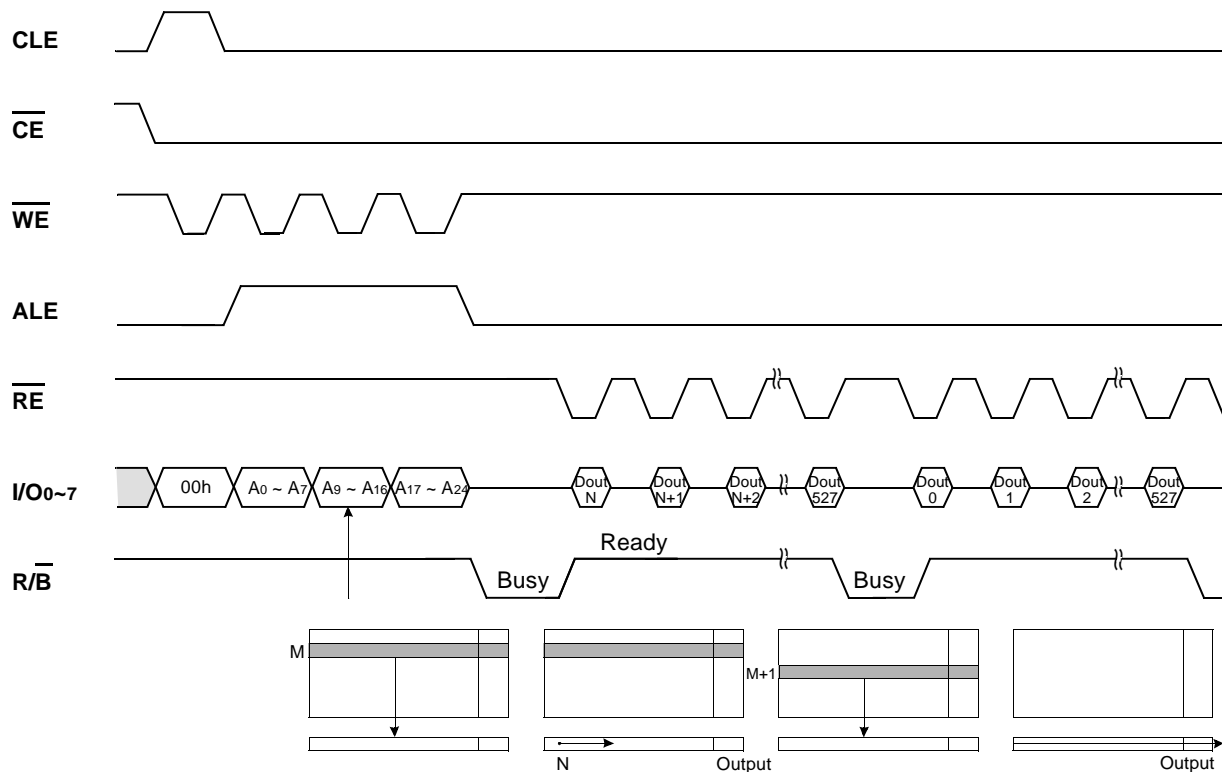 CLE
CE
WE
ALE
RE
I/O0~7 00h A0 ~ A7 A9 ~ A16 A17 ~ A24 Dout N Dout N+1 Dout N+2 Dout 527 Dout 0 Dout 1 Dout 2 Dout 527
Ready
R/B Busy Busy
M M+1
N Output Output